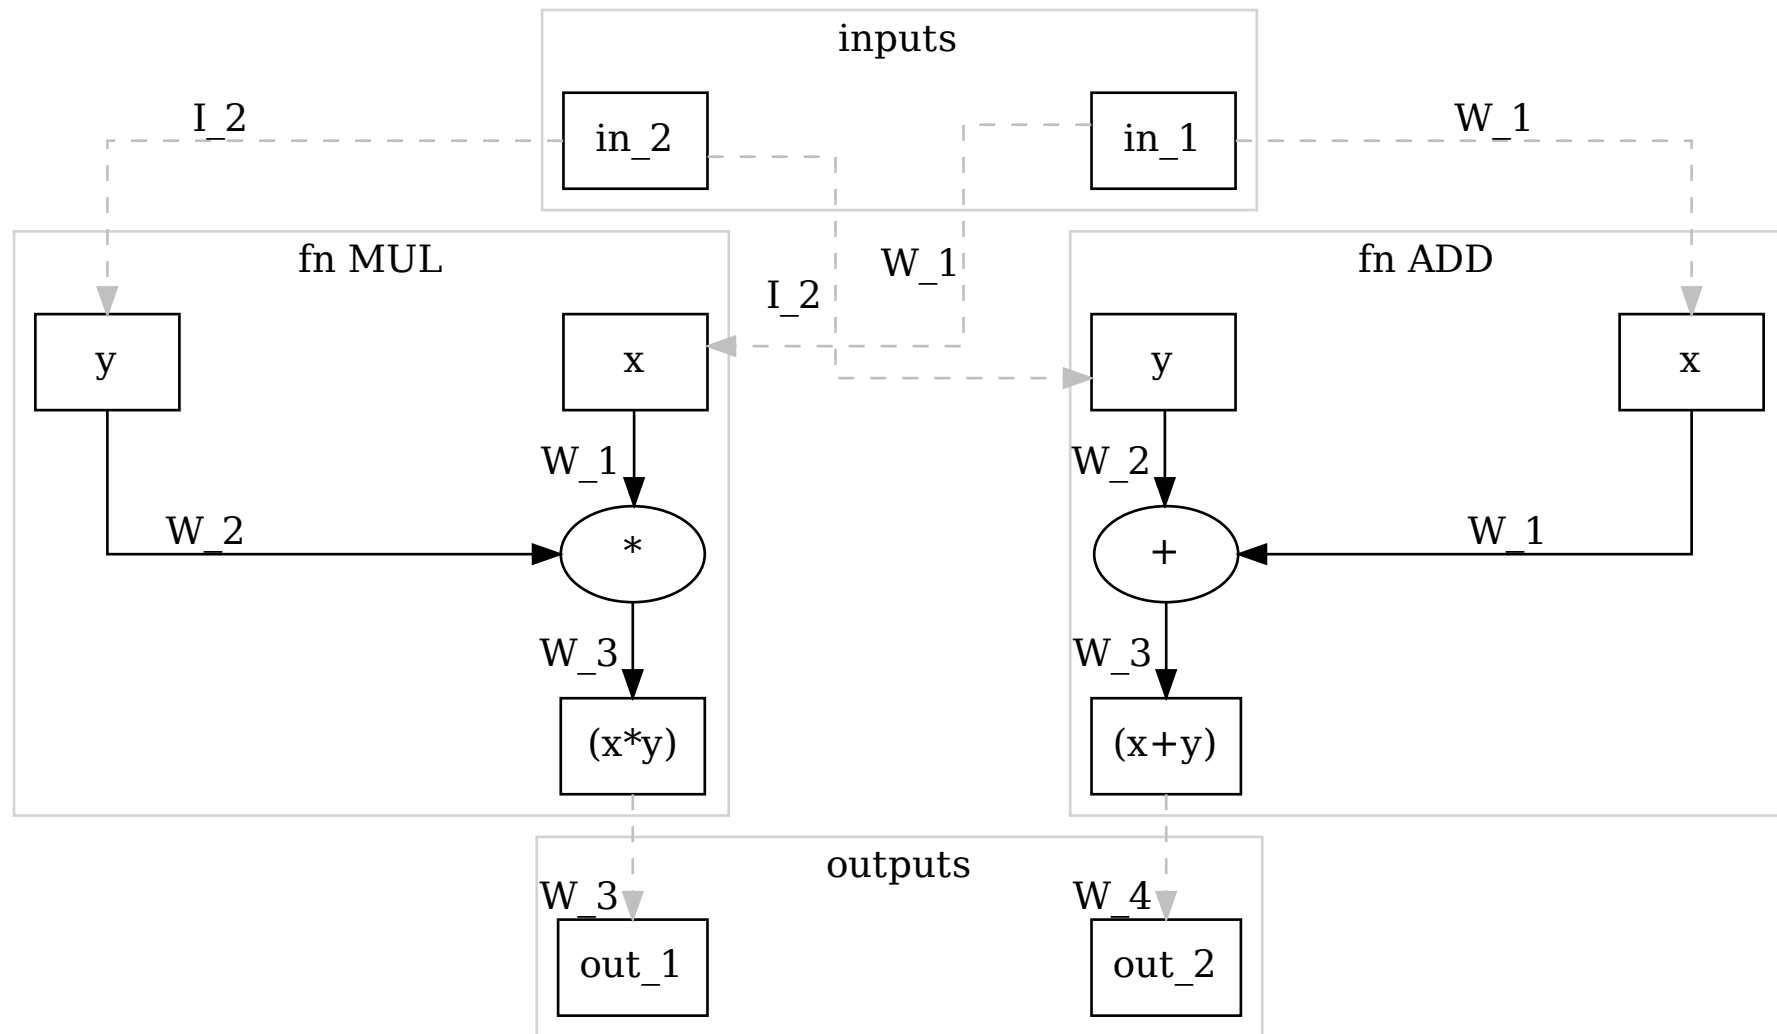 inputs
I_2
in_2
in_1
W_1
fn MUL
W_1
I_2
fn ADD
y
x
y
x
W_1
W_2
W_2
*
+
W_1
W_3
W_3
(x*y)
(x+y)
outputs
W_3
W_4
out_1
out_2